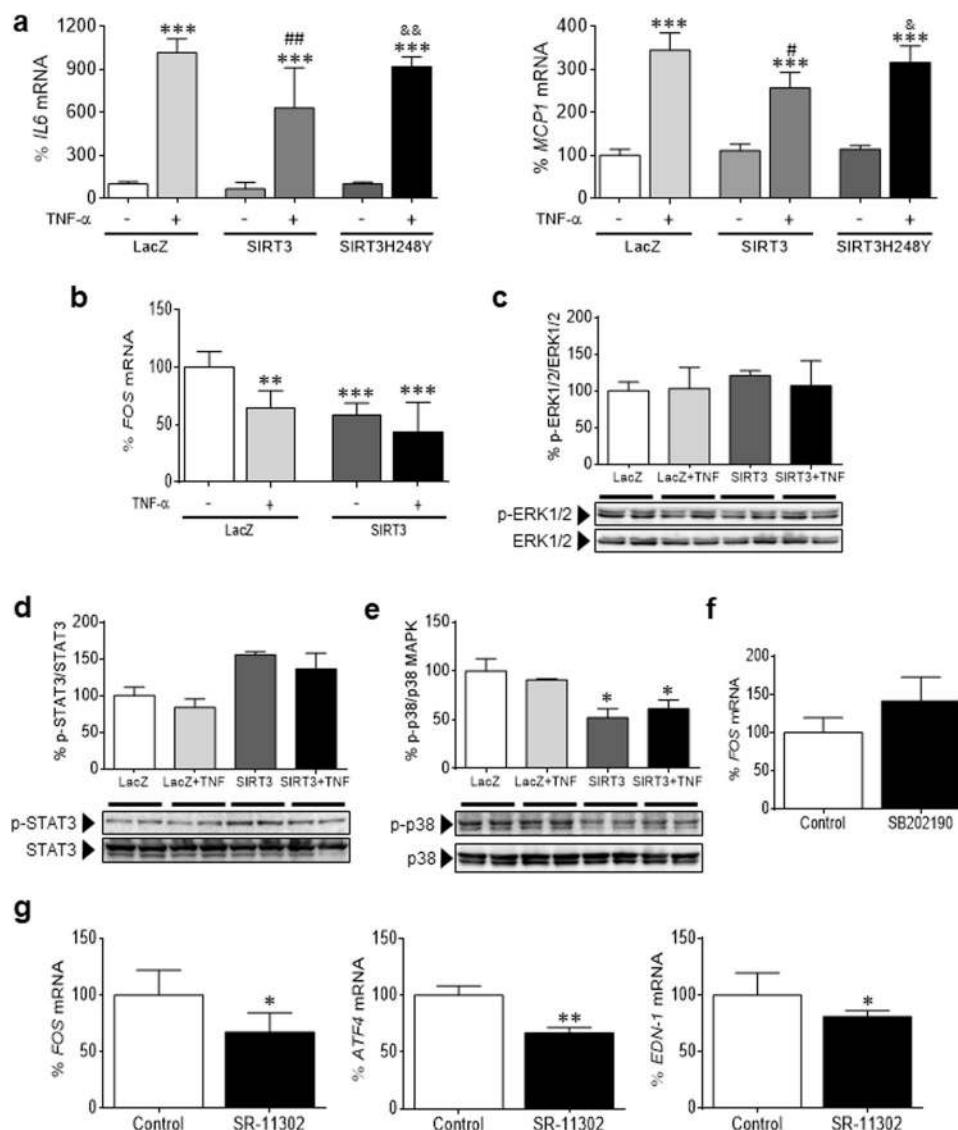 a
% IL6 mRNA
1200
900
600
300
0
***
##
***
&&
***
TNF-α - + - + - +
LacZ SIRT3 SIRT3H248Y
% MCP1 mRNA
400
300
200
100
0
***
#
***
&
***
- + - + - +
LacZ SIRT3 SIRT3H248Y
b
% FOS mRNA
150
100
50
0
**
***
***
TNF-α - + - +
LacZ SIRT3
c
% p-ERK1/2/ERK1/2
200
150
100
50
0
LacZ LacZ+TNF SIRT3 SIRT3+TNF
p-ERK1/2
ERK1/2
d
% p-STAT3/STAT3
200
150
100
50
0
LacZ LacZ+TNF SIRT3 SIRT3+TNF
p-STAT3
STAT3
e
% p-p38/p38 MAPK
150
100
50
0
*
*
LacZ LacZ+TNF SIRT3 SIRT3+TNF
p-p38
p38
f
% FOS mRNA
200
150
100
50
0
Control SB202190
g
% FOS mRNA
150
100
50
0
*
Control SR-11302
% ATF4 mRNA
150
100
50
0
**
Control SR-11302
% EDN-1 mRNA
150
100
50
0
*
Control SR-11302